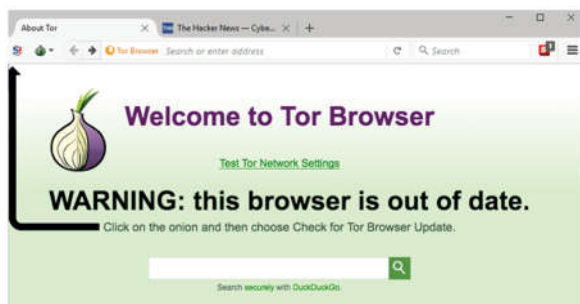 About Tor
The Hacker News — Cybe...
Tor Browser Search or enter address
Search
Welcome to Tor Browser
Test Tor Network Settings
WARNING: this browser is out of date.
Click on the onion and then choose Check for Tor Browser Update.
Search securely with DuckDuckGo.